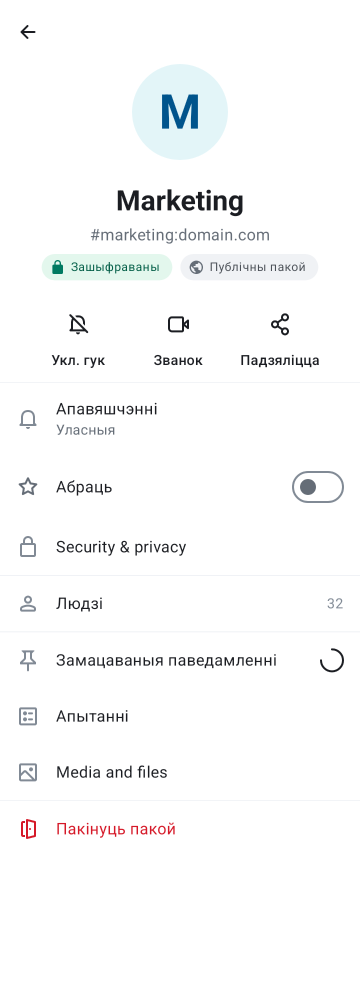 M
Marketing
#marketing:domain.com
Зашыфраваны
Публічны пакой
Укл. гук
Званок
Падзяліцца
Апавяшчэнні
Уласныя
Абраць
Security & privacy
Людзі
32
Замацаваныя паведамленні
Апытанні
Media and files
Пакінуць пакой